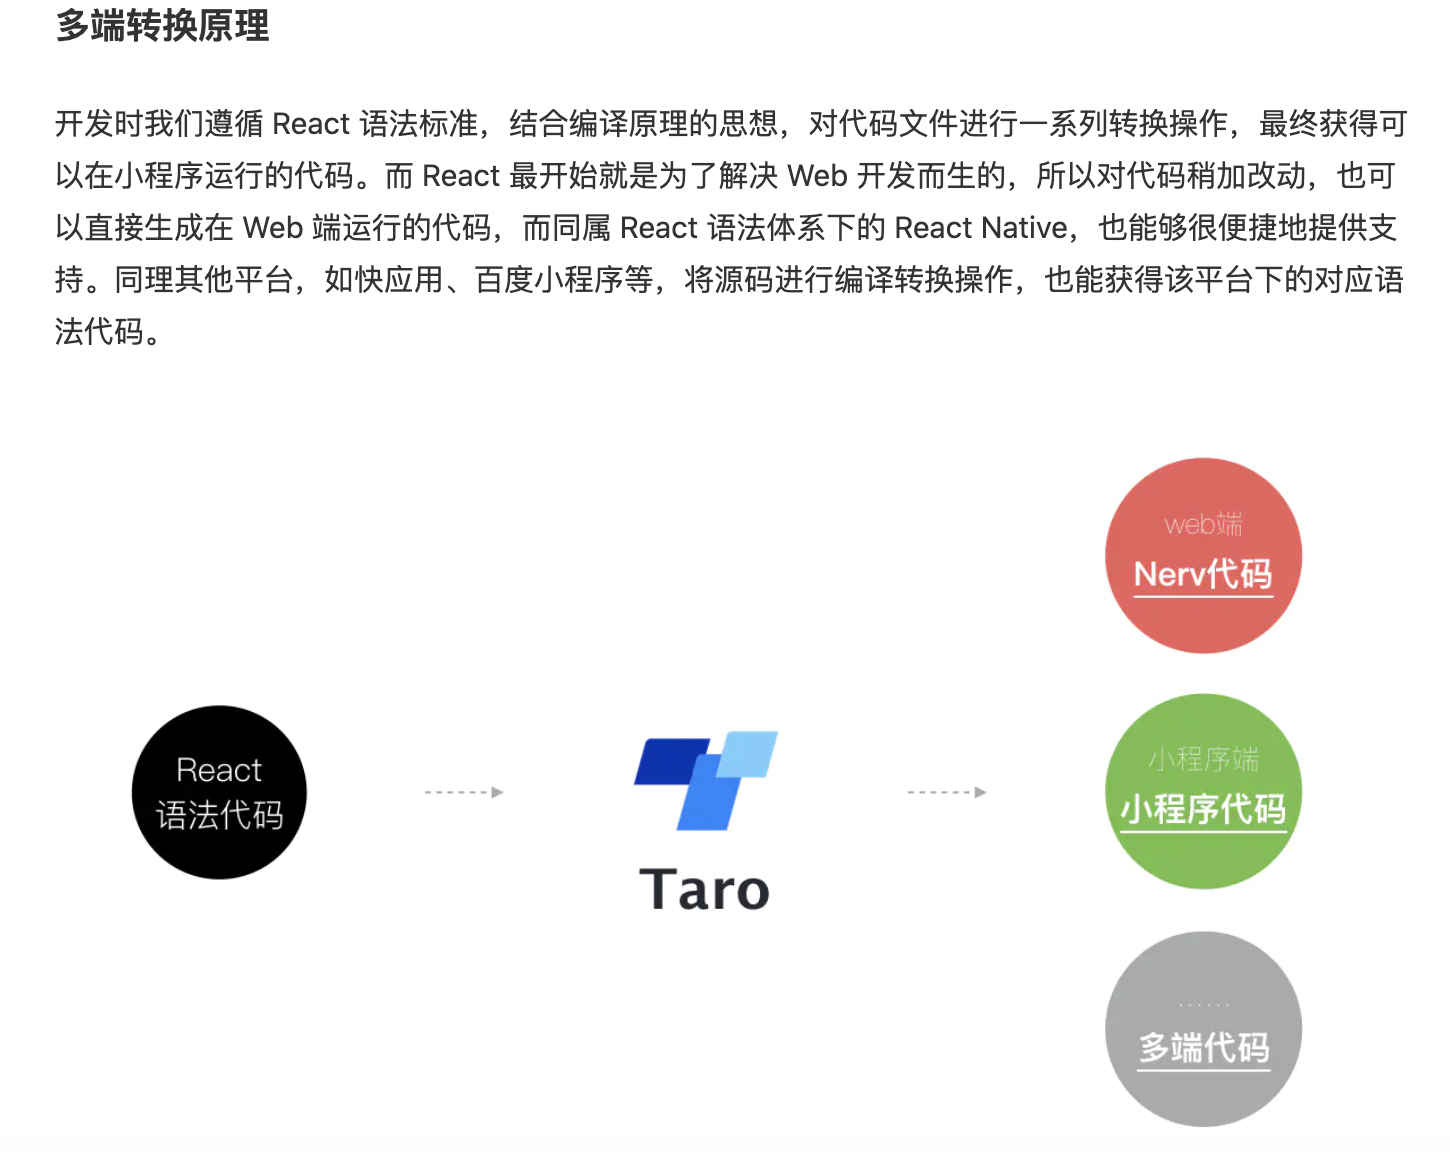 多端转换原理
开发时我们遵循 React 语法标准，结合编译原理的思想，对代码文件进行一系列转换操作，最终获得可
以在小程序运行的代码。而 React 最开始就是为了解决 Web 开发而生的，所以对代码稍加改动，也可
以直接生成在 Web 端运行的代码，而同属 React 语法体系下的 React Native，也能够很便捷地提供支
持。同理其他平台，如快应用、百度小程序等，将源码进行编译转换操作，也能获得该平台下的对应语
法代码。
web端
Nerv代码
React
语法代码
Taro
小程序端
小程序代码
......
多端代码